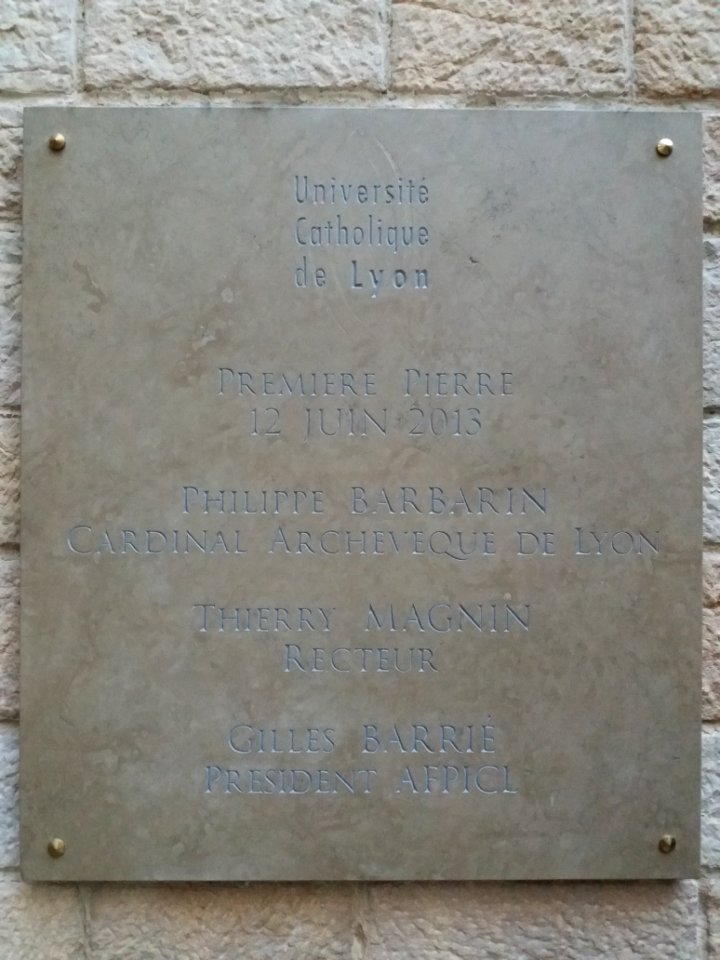 Université
Catholique
de Lyon
PREMIERE PIERRE
12 JUIN 2013
PHILIPPE BARBARIN
CARDINAL ARCHEVEQUE DE LYON
THIERRY MAGNIN
RECTEUR
GILLES BARRIÉ
PRESIDENT AFPICL